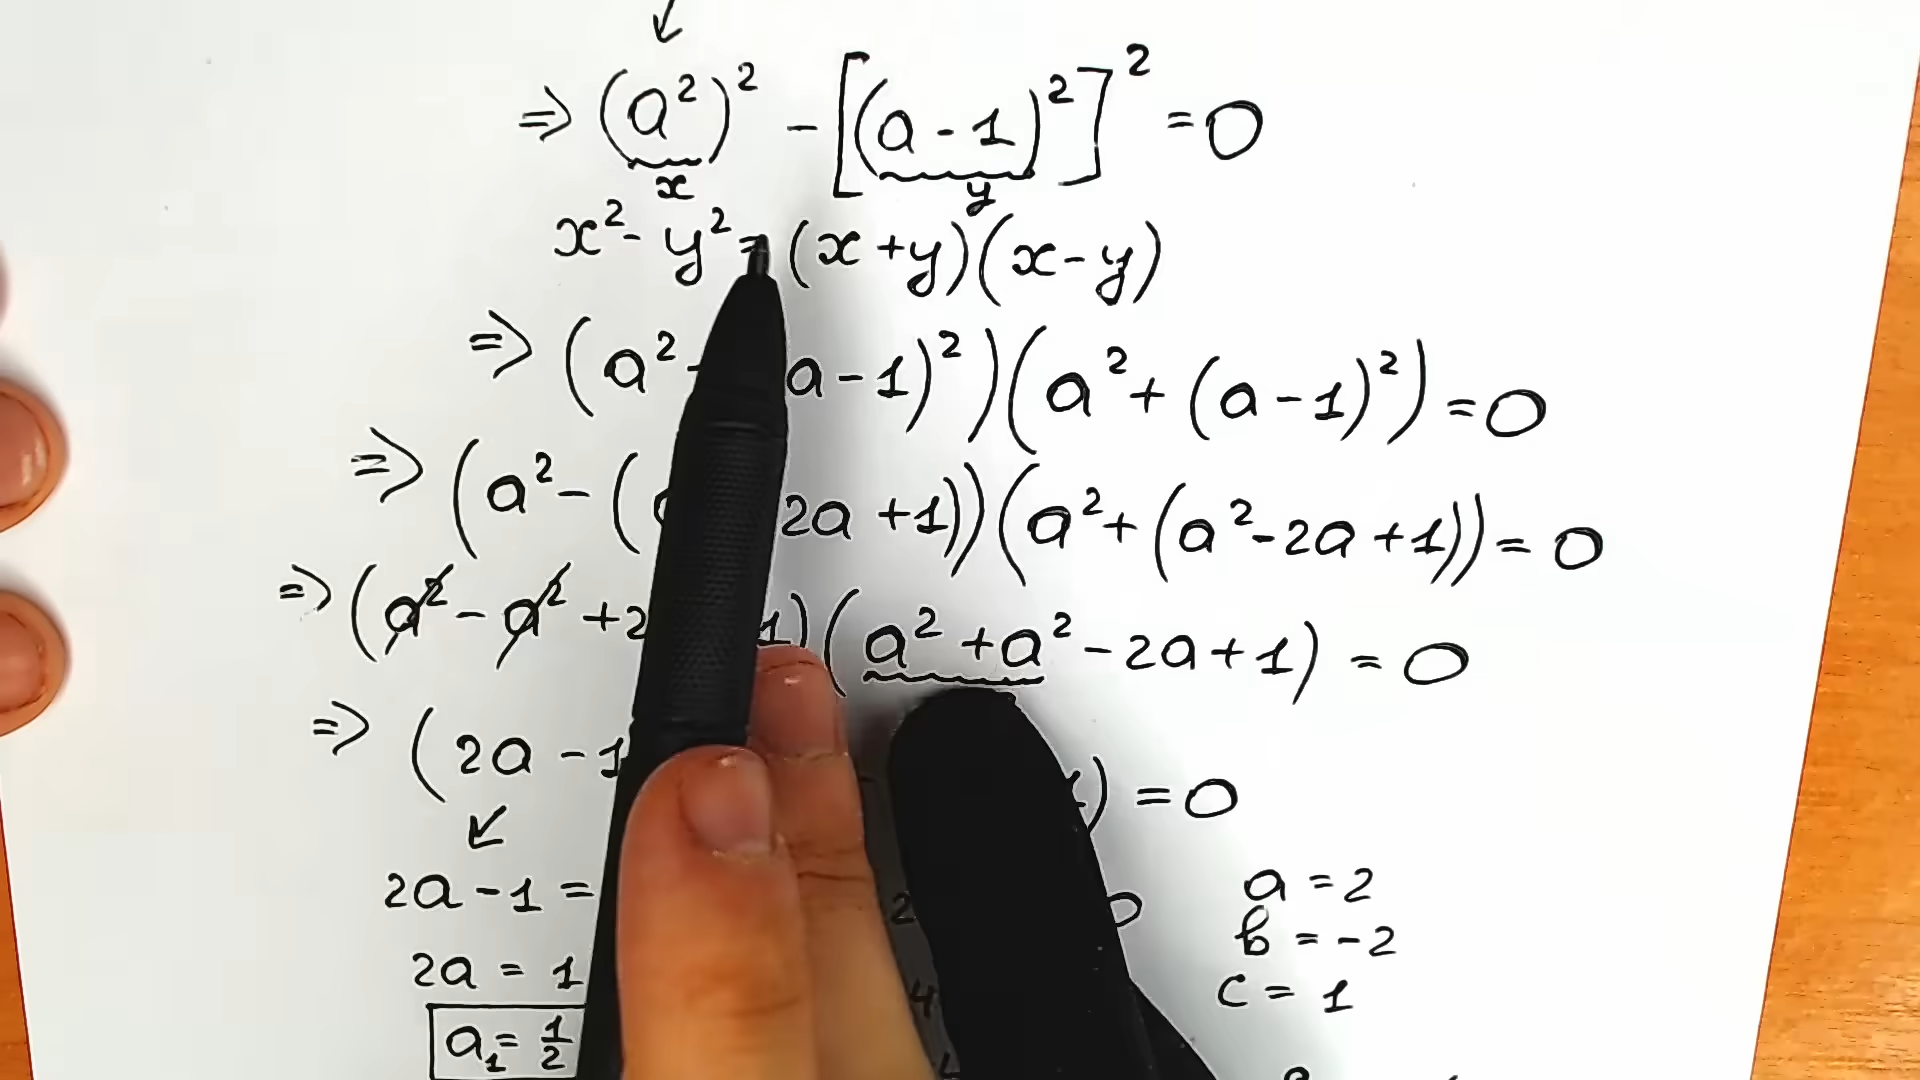 => (a²)² - [(a - 1)²]² = 0
x y
x² - y² = (x + y)(x - y)
=> (a² - a - 1)²)(a² + (a - 1)²) = 0
=> (a² - ( 2a + 1))(a² + (a² - 2a + 1)) = 0
=> (a² - a² + 2 1)(a² + a² - 2a + 1) = 0
=> (2a - 1 ) = 0
2a - 1 =
a = 2
b = -2
2a = 1
c = 1
a₁ = 1/2